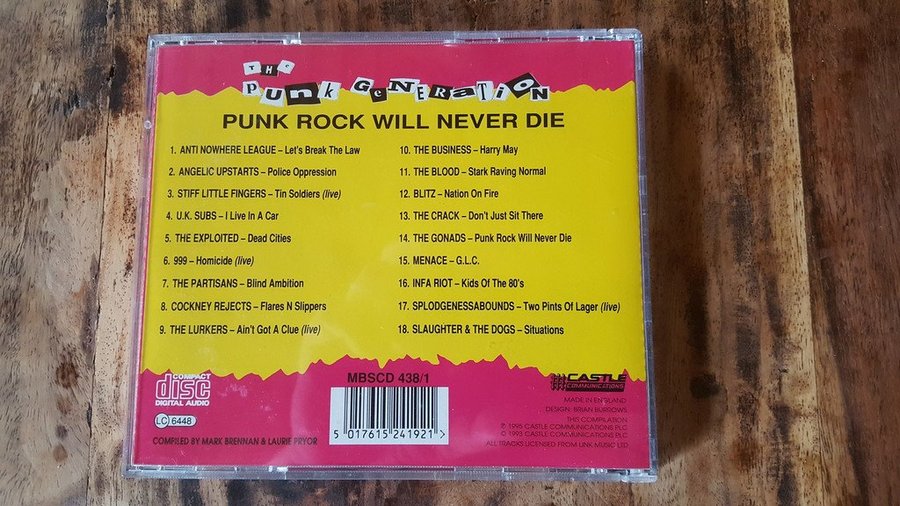 THe
punk GeNERATiON
PUNK ROCK WILL NEVER DIE
1. ANTI NOWHERE LEAGUE – Let's Break The Law
2. ANGELIC UPSTARTS – Police Oppression
3. STIFF LITTLE FINGERS – Tin Soldiers (live)
4. U.K. SUBS – I Live In A Car
5. THE EXPLOITED – Dead Cities
6. 999 – Homicide (live)
7. THE PARTISANS – Blind Ambition
8. COCKNEY REJECTS – Flares N Slippers
9. THE LURKERS – Ain't Got A Clue (live)
10. THE BUSINESS – Harry May
11. THE BLOOD – Stark Raving Normal
12. BLITZ – Nation On Fire
13. THE CRACK – Don't Just Sit There
14. THE GONADS – Punk Rock Will Never Die
15. MENACE – G.L.C.
16. INFA RIOT – Kids Of The 80's
17. SPLODGENESSABOUNDS – Two Pints Of Lager (live)
18. SLAUGHTER & THE DOGS – Situations
COMPACT
disc
DIGITAL AUDIO
LC 6448
COMPILED BY MARK BRENNAN & LAURIE PRYOR
MBSCD 438/1
5 017615 241921 >
CASTLE
COMMUNICATIONS
MADE IN ENGLAND
DESIGN: BRIAN BURROWS
THIS COMPILATION
℗ 1995 CASTLE COMMUNICATIONS PLC
© 1993 CASTLE COMMUNICATIONS PLC
ALL TRACKS LICENSED FROM LINK MUSIC LTD